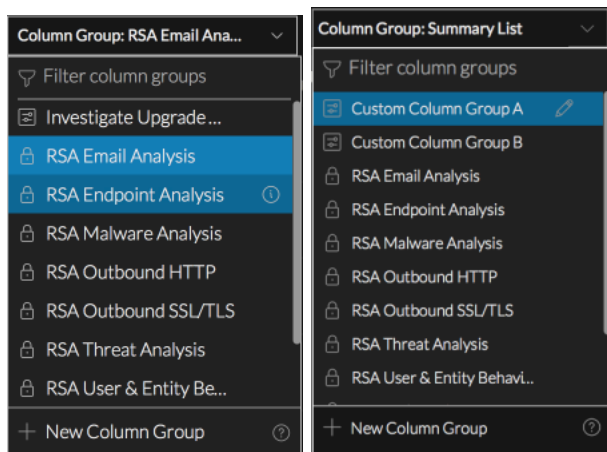 Column Group: RSA Email Ana...
Filter column groups
Investigate Upgrade...
RSA Email Analysis
RSA Endpoint Analysis
RSA Malware Analysis
RSA Outbound HTTP
RSA Outbound SSL/TLS
RSA Threat Analysis
RSA User & Entity Be...
New Column Group
Column Group: Summary List
Filter column groups
Custom Column Group A
Custom Column Group B
RSA Email Analysis
RSA Endpoint Analysis
RSA Malware Analysis
RSA Outbound HTTP
RSA Outbound SSL/TLS
RSA Threat Analysis
RSA User & Entity Behavi...
New Column Group